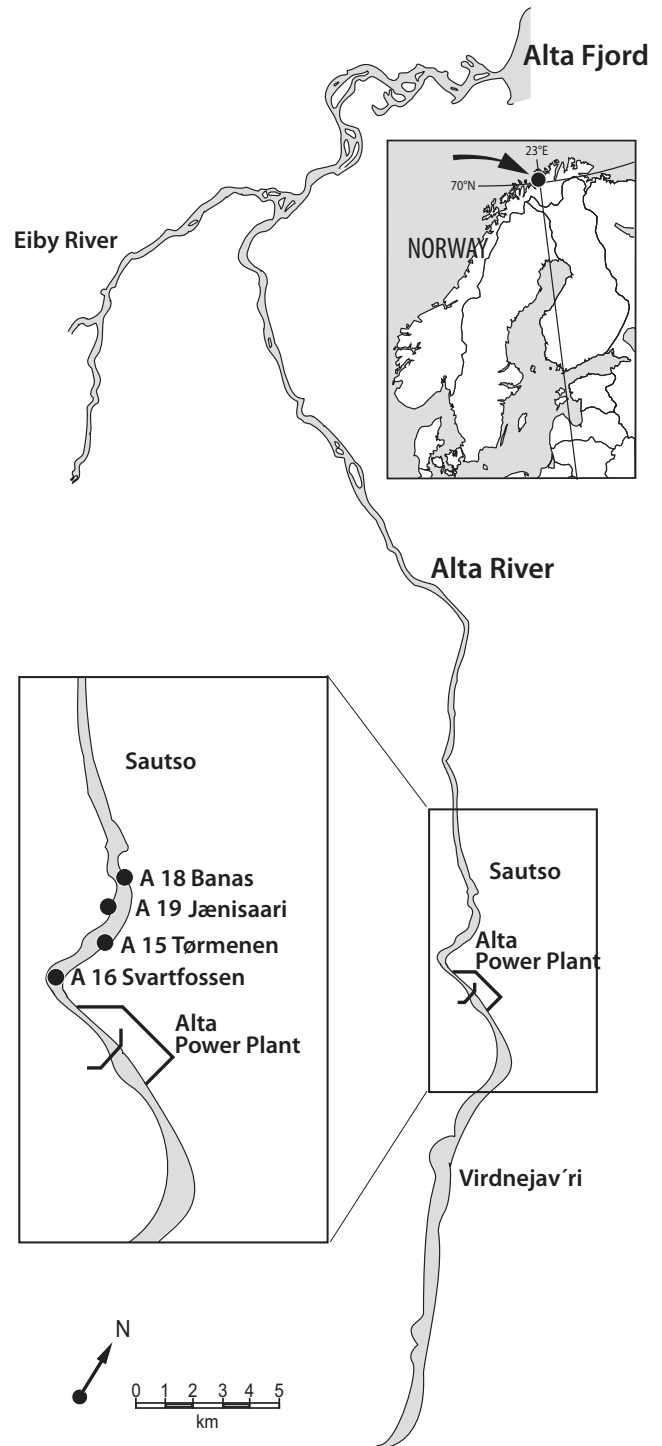 Alta Fjord
23°E
70°N
NORWAY
Eiby River
Alta River
Sautso
A 18 Banas
A 19 Jænisaari
A 15 Tørmenen
A 16 Svartfossen
Alta
Power Plant
Sautso
Alta
Power Plant
Virdnejav´ri
N
0 1 2 3 4 5
km